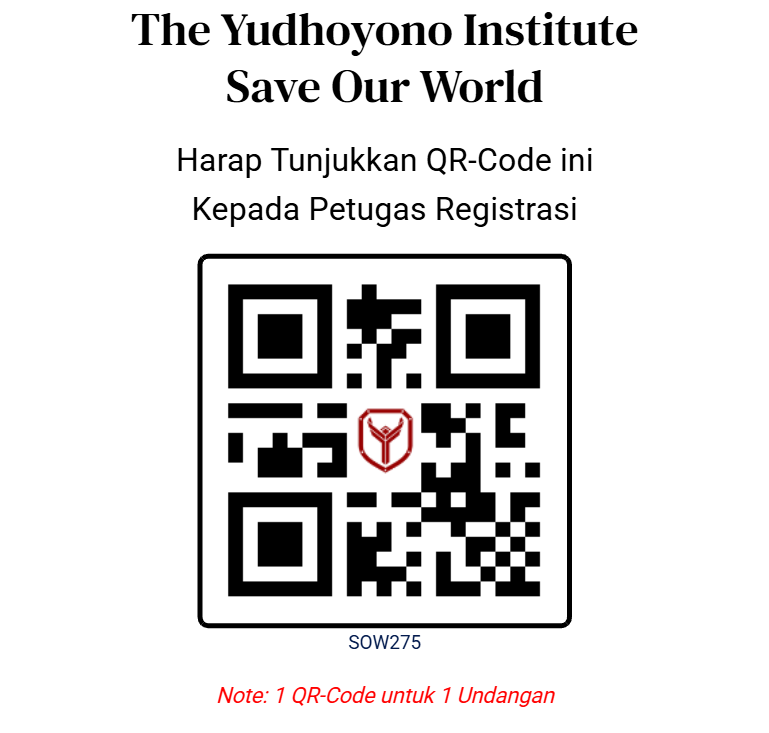 The Yudhoyono Institute
Save Our World
Harap Tunjukkan QR-Code ini
Kepada Petugas Registrasi
SOW275
Note: 1 QR-Code untuk 1 Undangan